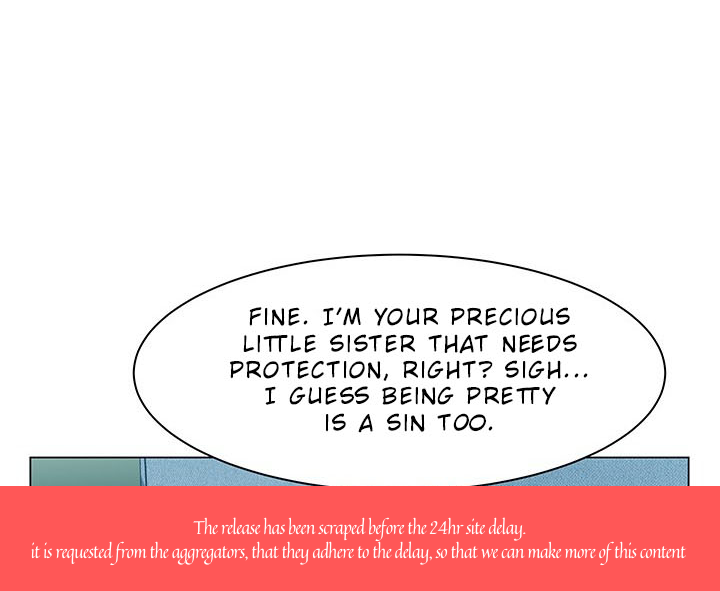 FINE. I'M YOUR PRECIOUS
LITTLE SISTER THAT NEEDS
PROTECTION, RIGHT? SIGH...
I GUESS BEING PRETTY
IS A SIN TOO.
The release has been scraped before the 24hr site delay.
it is requested from the aggregators, that they adhere to the delay, so that we can make more of this content